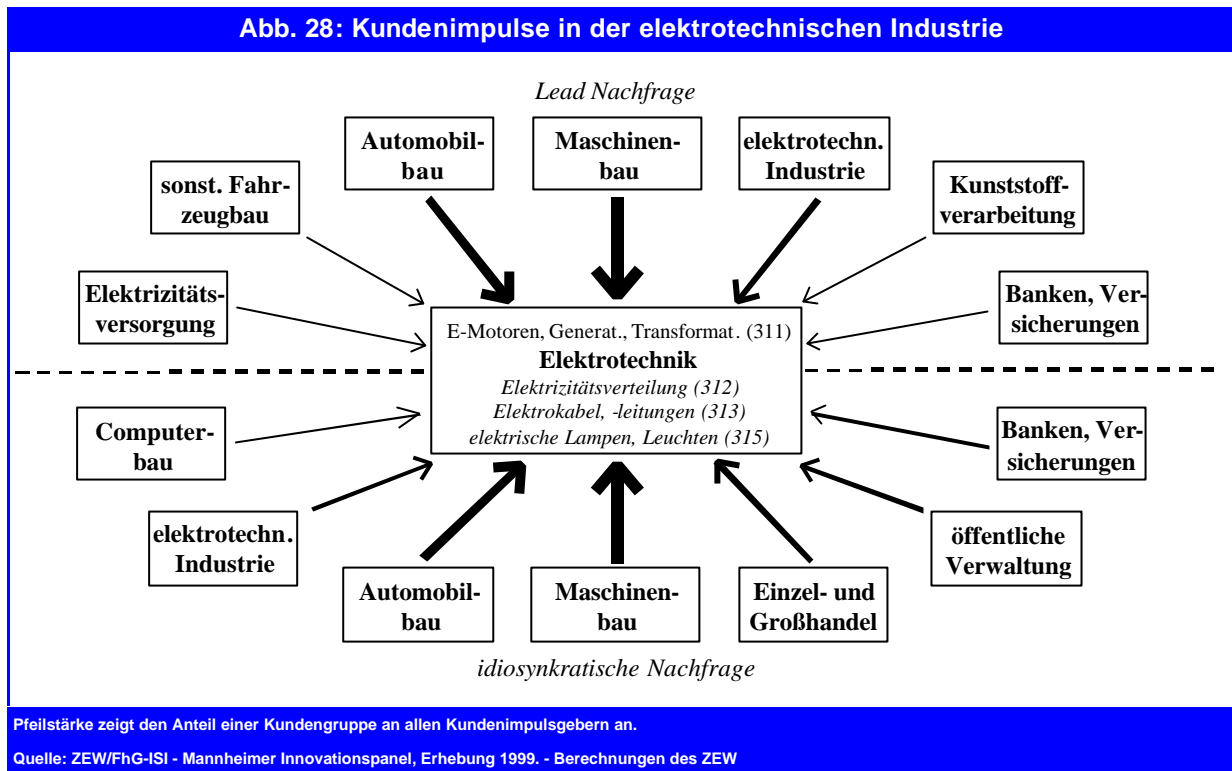 Abb. 28: Kundenimpulse in der elektrotechnischen Industrie
Lead Nachfrage
Automobil-
bau
Maschinen-
bau
elektrotechn.
Industrie
sonst. Fahr-
zeugbau
Kunststoff-
verarbeitung
Elektrizitäts-
versorgung
Banken, Ver-
sicherungen
E-Motoren, Generat., Transformat. (311)
Elektrotechnik
Elektrizitätsverteilung (312)
Elektrokabel, -leitungen (313)
elektrische Lampen, Leuchten (315)
Computer-
bau
Banken, Ver-
sicherungen
elektrotechn.
Industrie
öffentliche
Verwaltung
Automobil-
bau
Maschinen-
bau
Einzel- und
Großhandel
idiosynkratische Nachfrage
Pfeilstärke zeigt den Anteil einer Kundengruppe an allen Kundenimpulsgebern an.
Quelle: ZEW/FhG-ISI - Mannheimer Innovationspanel, Erhebung 1999. - Berechnungen des ZEW